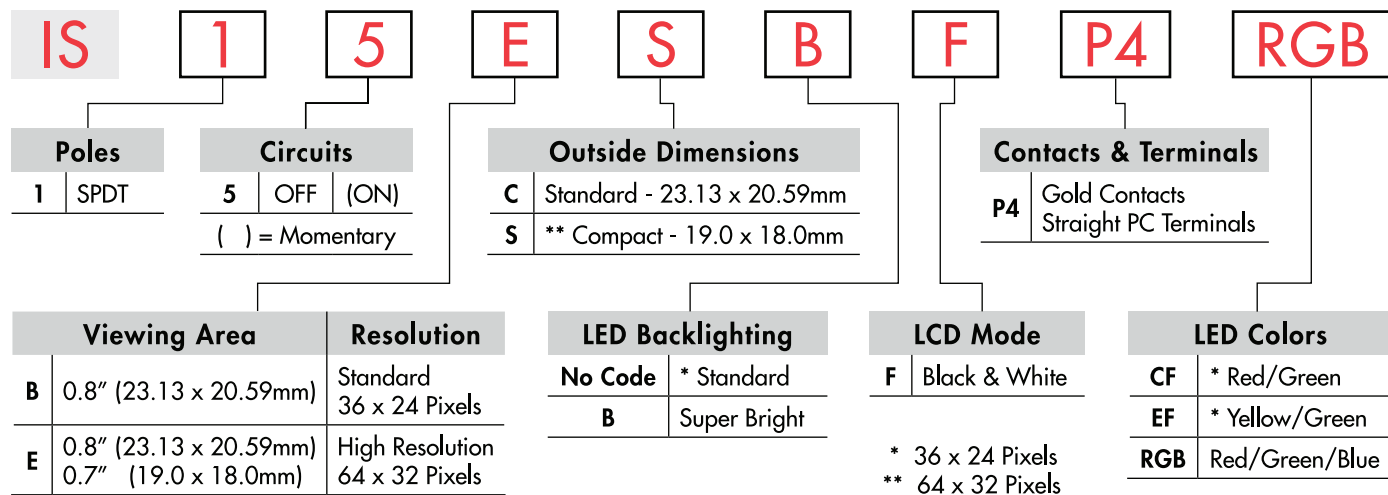 IS 1 5 E S B F P4 RGB
Poles
1 SPDT
Circuits
5 OFF (ON)
( ) = Momentary
Outside Dimensions
C Standard - 23.13 x 20.59mm
S ** Compact - 19.0 x 18.0mm
Contacts & Terminals
P4 Gold Contacts
Straight PC Terminals
Viewing Area Resolution
B 0.8" (23.13 x 20.59mm) Standard
36 x 24 Pixels
E 0.8" (23.13 x 20.59mm) High Resolution
0.7" (19.0 x 18.0mm) 64 x 32 Pixels
LED Backlighting
No Code * Standard
B Super Bright
LCD Mode
F Black & White
* 36 x 24 Pixels
** 64 x 32 Pixels
LED Colors
CF * Red/Green
EF * Yellow/Green
RGB Red/Green/Blue